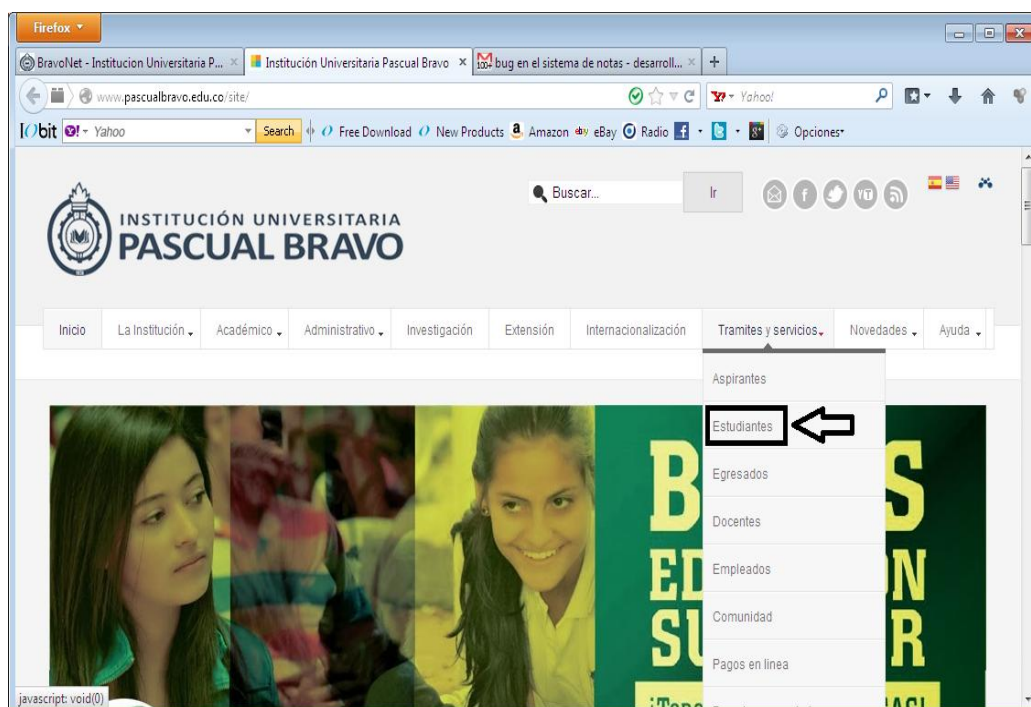 Firefox
BravoNet - Institucion Universitaria P... × Institución Universitaria Pascual Bravo × 100+ bug en el sistema de notas - desarroll... × +
www.pascualbravo.edu.co/site/ Yahoo!
IObit Yahoo Search Free Downl New Products Amazon eBay Radio Opciones
Buscar... Ir
INSTITUCIÓN UNIVERSITARIA
PASCUAL BRAVO
Inicio La Institución Académico Administrativo Investigación Extensión Internacionalización Tramites y servicios Novedades Ayuda
Aspirantes
Estudiantes
Egresados
Docentes
Empleados
Comunidad
Pagos en linea
javascript: void(0)